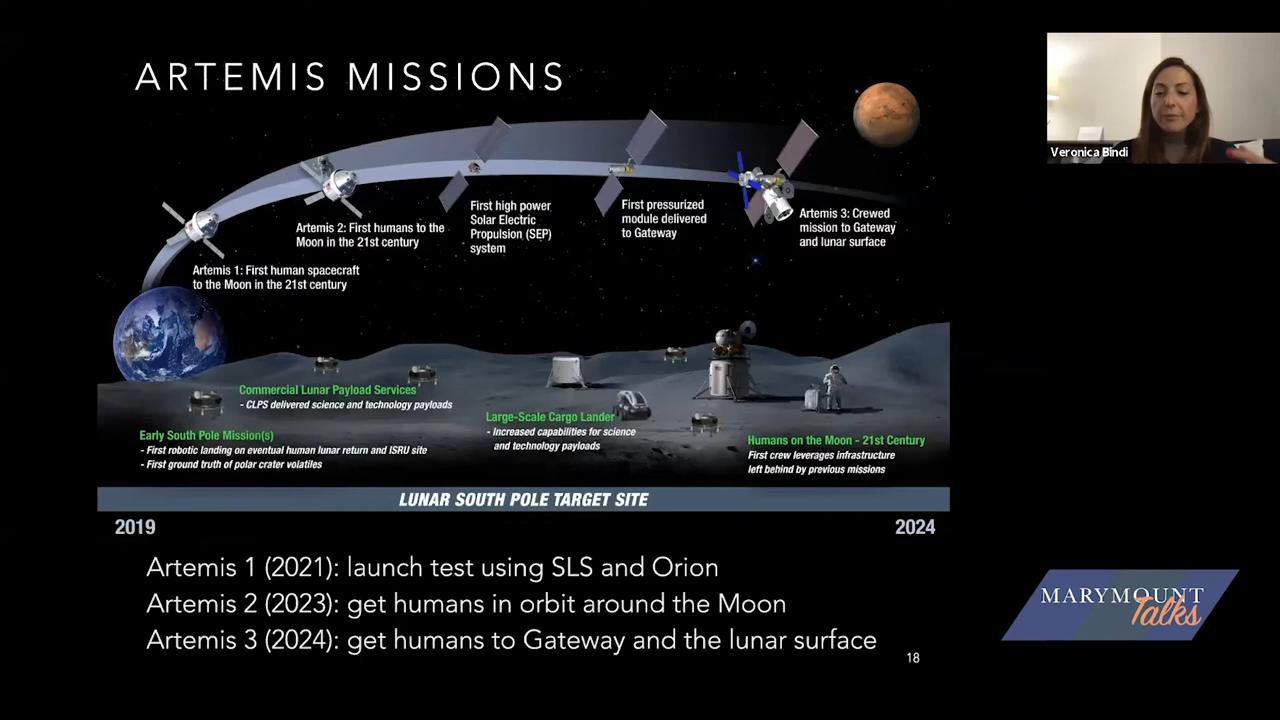 ARTEMIS MISSIONS
Veronica Bindi
Artemis 1: First human spacecraft
to the Moon in the 21st century
Artemis 2: First humans to the
Moon in the 21st century
First high power
Solar Electric
Propulsion (SEP)
system
First pressurized
module delivered
to Gateway
Artemis 3: Crewed
mission to Gateway
and lunar surface
Commercial Lunar Payload Services
- CLPS delivered science and technology payloads
Early South Pole Mission(s)
- First robotic landing on eventual human lunar return and ISRU site
- First ground truth of polar crater volatiles
Large-Scale Cargo Lander
- Increased capabilities for science
and technology payloads
Humans on the Moon - 21st Century
First crew leverages infrastructure
left behind by previous missions
LUNAR SOUTH POLE TARGET SITE
2019
2024
Artemis 1 (2021): launch test using SLS and Orion
Artemis 2 (2023): get humans in orbit around the Moon
Artemis 3 (2024): get humans to Gateway and the lunar surface
18
MARYMOUNT
Talks